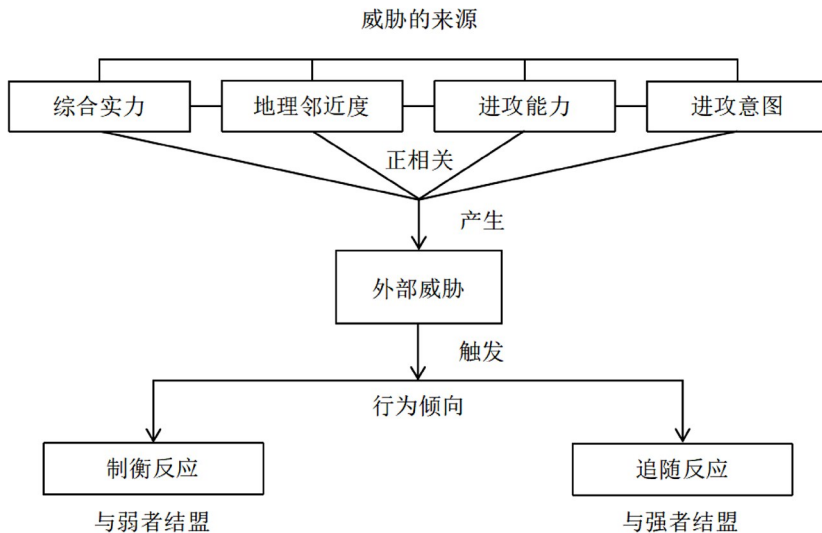 威胁的来源
综合实力
地理邻近度
进攻能力
进攻意图
正相关
产生
外部威胁
触发
行为倾向
制衡反应
追随反应
与弱者结盟
与强者结盟